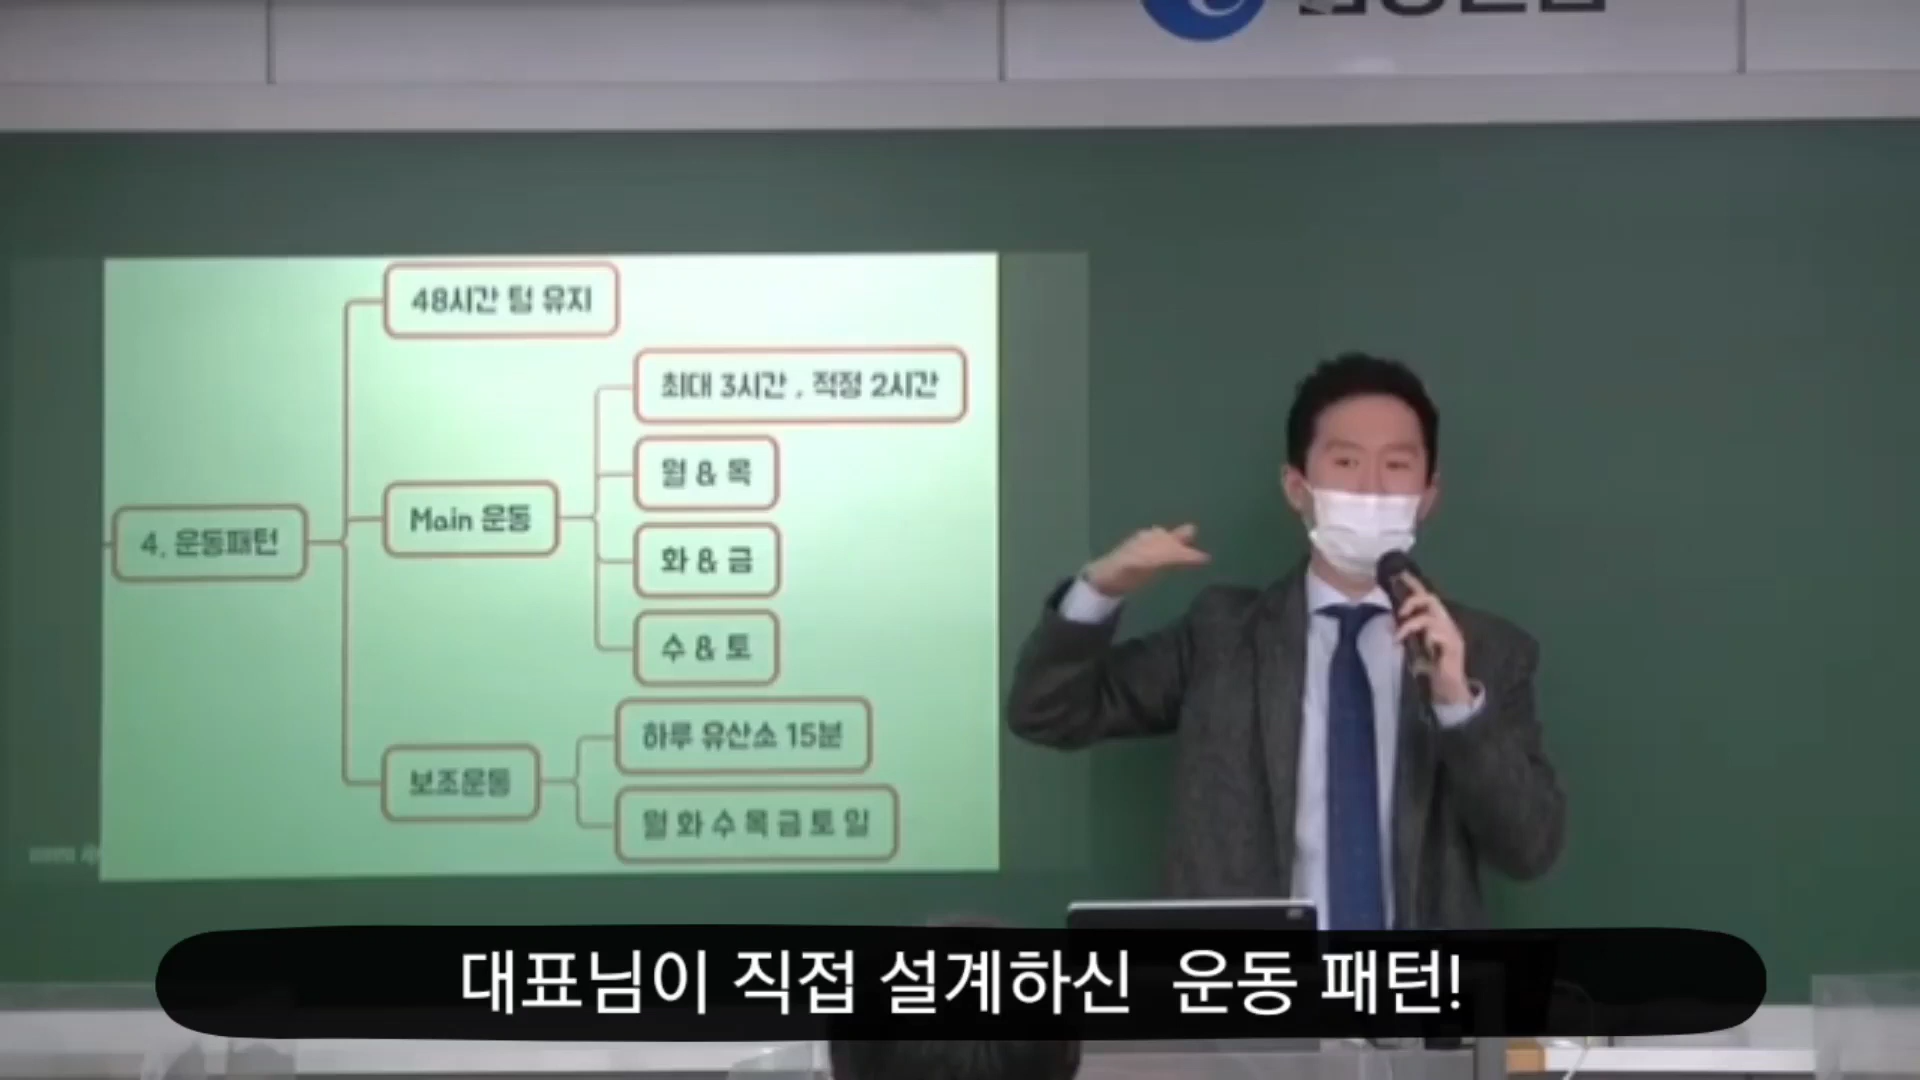 48시간 텀 유지
최대 3시간 , 적정 2시간
월 & 목
Main 운동
4. 운동패턴
화 & 금
수 & 토
하루 유산소 15분
보조운동
월 화 수 목 금 토 일
대표님이 직접 설계하신 운동 패턴!